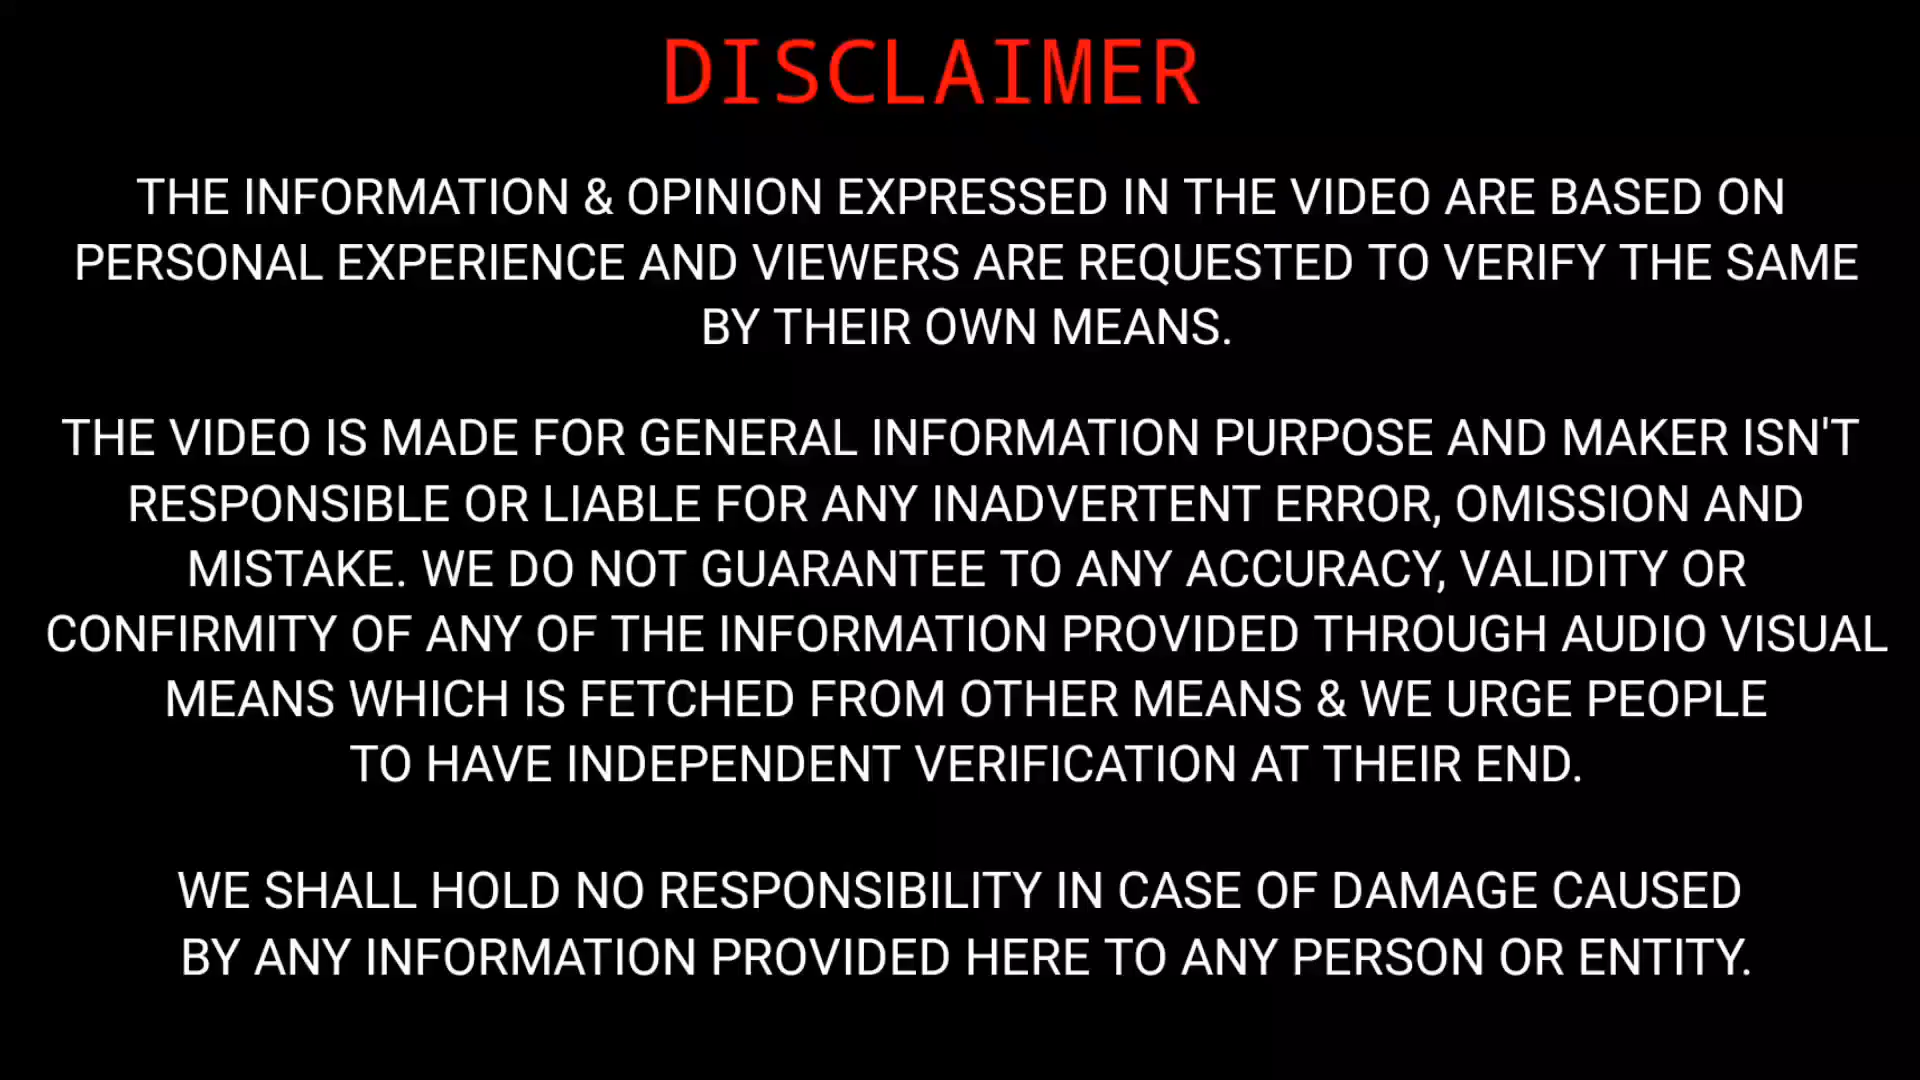 DISCLAIMER
THE INFORMATION & OPINION EXPRESSED IN THE VIDEO ARE BASED ON
PERSONAL EXPERIENCE AND VIEWERS ARE REQUESTED TO VERIFY THE SAME
BY THEIR OWN MEANS.
THE VIDEO IS MADE FOR GENERAL INFORMATION PURPOSE AND MAKER ISN'T
RESPONSIBLE OR LIABLE FOR ANY INADVERTENT ERROR, OMISSION AND
MISTAKE. WE DO NOT GUARANTEE TO ANY ACCURACY, VALIDITY OR
CONFIRMITY OF ANY OF THE INFORMATION PROVIDED THROUGH AUDIO VISUAL
MEANS WHICH IS FETCHED FROM OTHER MEANS & WE URGE PEOPLE
TO HAVE INDEPENDENT VERIFICATION AT THEIR END.
WE SHALL HOLD NO RESPONSIBILITY IN CASE OF DAMAGE CAUSED
BY ANY INFORMATION PROVIDED HERE TO ANY PERSON OR ENTITY.